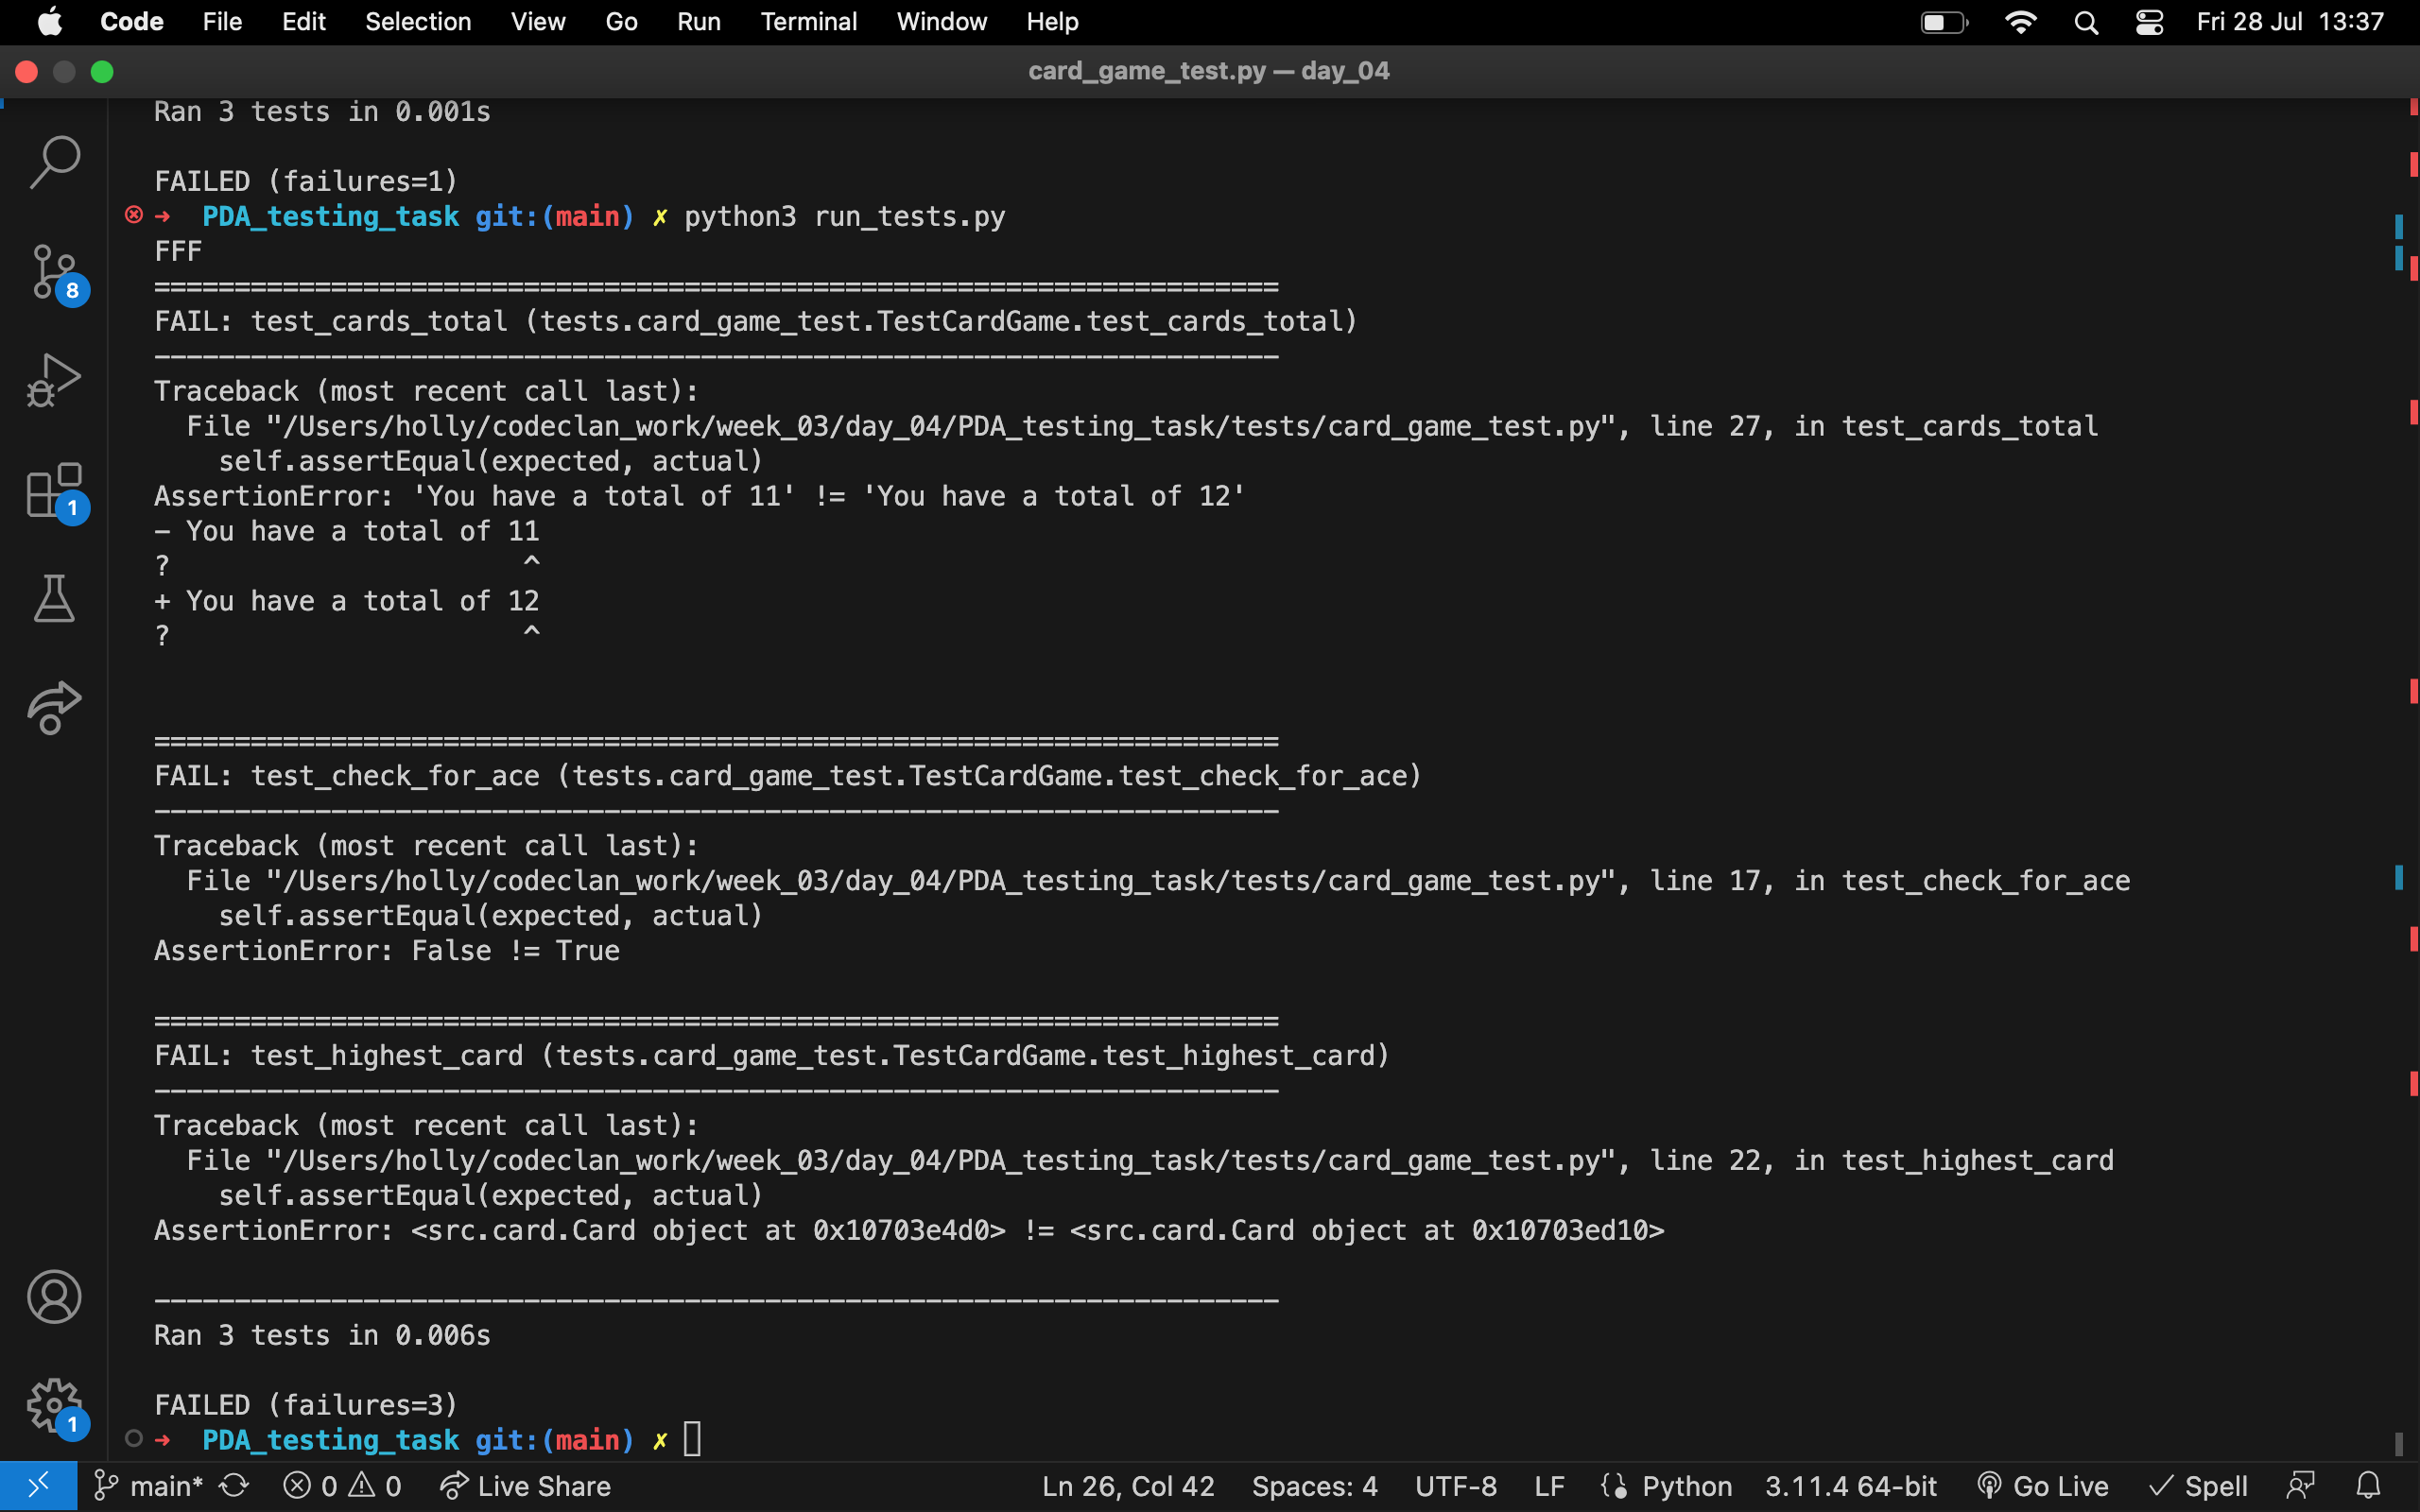 Code File Edit Selection View Go Run Terminal Window Help Fri 28 Jul 13:37
card_game_test.py — day_04
Ran 3 tests in 0.001s
FAILED (failures=1)
➜ PDA_testing_task git:(main) ✗ python3 run_tests.py
FFF
======================================================================
FAIL: test_cards_total (tests.card_game_test.TestCardGame.test_cards_total)
----------------------------------------------------------------------
Traceback (most recent call last):
File "/Users/holly/codeclan_work/week_03/day_04/PDA_testing_task/tests/card_game_test.py", line 27, in test_cards_total
self.assertEqual(expected, actual)
AssertionError: 'You have a total of 11' != 'You have a total of 12'
- You have a total of 11
? ^
+ You have a total of 12
? ^
======================================================================
FAIL: test_check_for_ace (tests.card_game_test.TestCardGame.test_check_for_ace)
----------------------------------------------------------------------
Traceback (most recent call last):
File "/Users/holly/codeclan_work/week_03/day_04/PDA_testing_task/tests/card_game_test.py", line 17, in test_check_for_ace
self.assertEqual(expected, actual)
AssertionError: False != True
======================================================================
FAIL: test_highest_card (tests.card_game_test.TestCardGame.test_highest_card)
----------------------------------------------------------------------
Traceback (most recent call last):
File "/Users/holly/codeclan_work/week_03/day_04/PDA_testing_task/tests/card_game_test.py", line 22, in test_highest_card
self.assertEqual(expected, actual)
AssertionError: <src.card.Card object at 0x10703e4d0> != <src.card.Card object at 0x10703ed10>
----------------------------------------------------------------------
Ran 3 tests in 0.006s
FAILED (failures=3)
➜ PDA_testing_task git:(main) ✗
8
1
1
main* 0 0 Live Share Ln 26, Col 42 Spaces: 4 UTF-8 LF Python 3.11.4 64-bit Go Live Spell